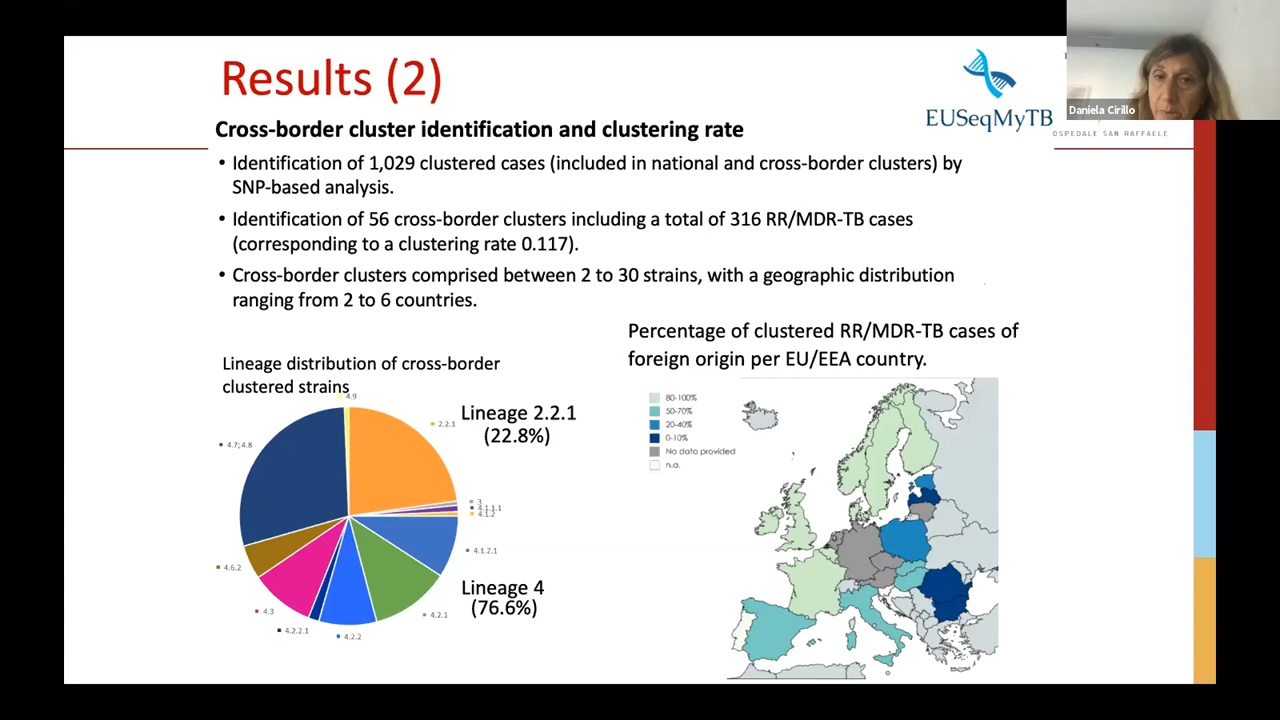 Results (2)
EUSeqMyTB
Daniela Cirillo
OSPEDALE SAN RAFFAELE
Cross-border cluster identification and clustering rate
• Identification of 1,029 clustered cases (included in national and cross-border clusters) by
SNP-based analysis.
• Identification of 56 cross-border clusters including a total of 316 RR/MDR-TB cases
(corresponding to a clustering rate 0.117).
• Cross-border clusters comprised between 2 to 30 strains, with a geographic distribution
ranging from 2 to 6 countries.
Lineage distribution of cross-border
clustered strains
4.9
2.2.1
Lineage 2.2.1
(22.8%)
4.7;4.8
3
4.1.1.1
4.1.2
4.1.2.1
4.6.2
Lineage 4
(76.6%)
4.3
4.2.1
4.2.2.1
4.2.2
Percentage of clustered RR/MDR-TB cases of
foreign origin per EU/EEA country.
80-100%
50-70%
20-40%
0-10%
No data provided
n.a.